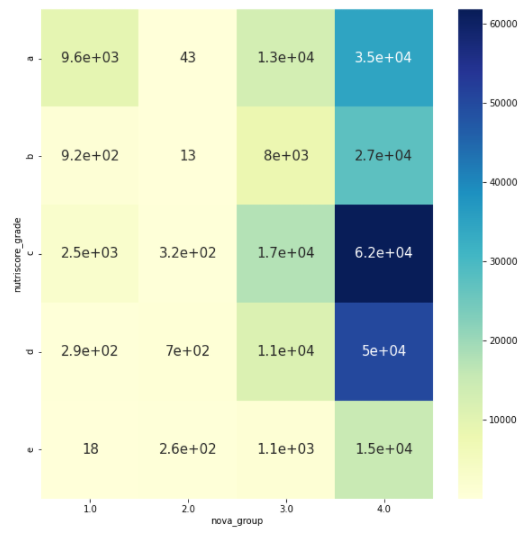 60000
a 9.6e+03 43 1.3e+04 3.5e+04
50000
b 9.2e+02 13 8e+03 2.7e+04
40000
nutriscore_grade
c 2.5e+03 3.2e+02 1.7e+04 6.2e+04
30000
20000
d 2.9e+02 7e+02 1.1e+04 5e+04
10000
e 18 2.6e+02 1.1e+03 1.5e+04
1.0 2.0 3.0 4.0
nova_group